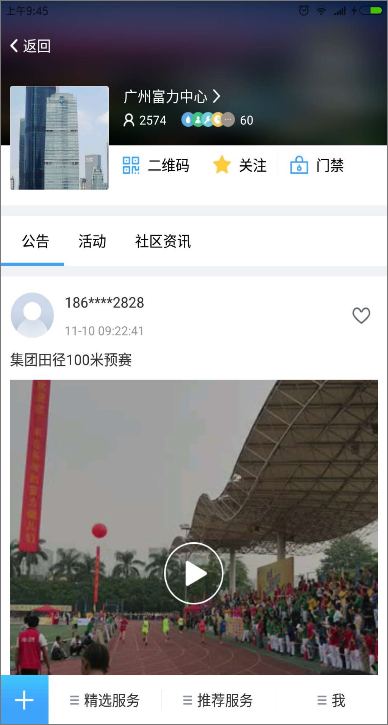 上午9:45
返回
广州富力中心
2574 60
二维码 关注 门禁
公告 活动 社区资讯
186****2828
11-10 09:22:41
集团田径100米预赛
精选服务 推荐服务 我